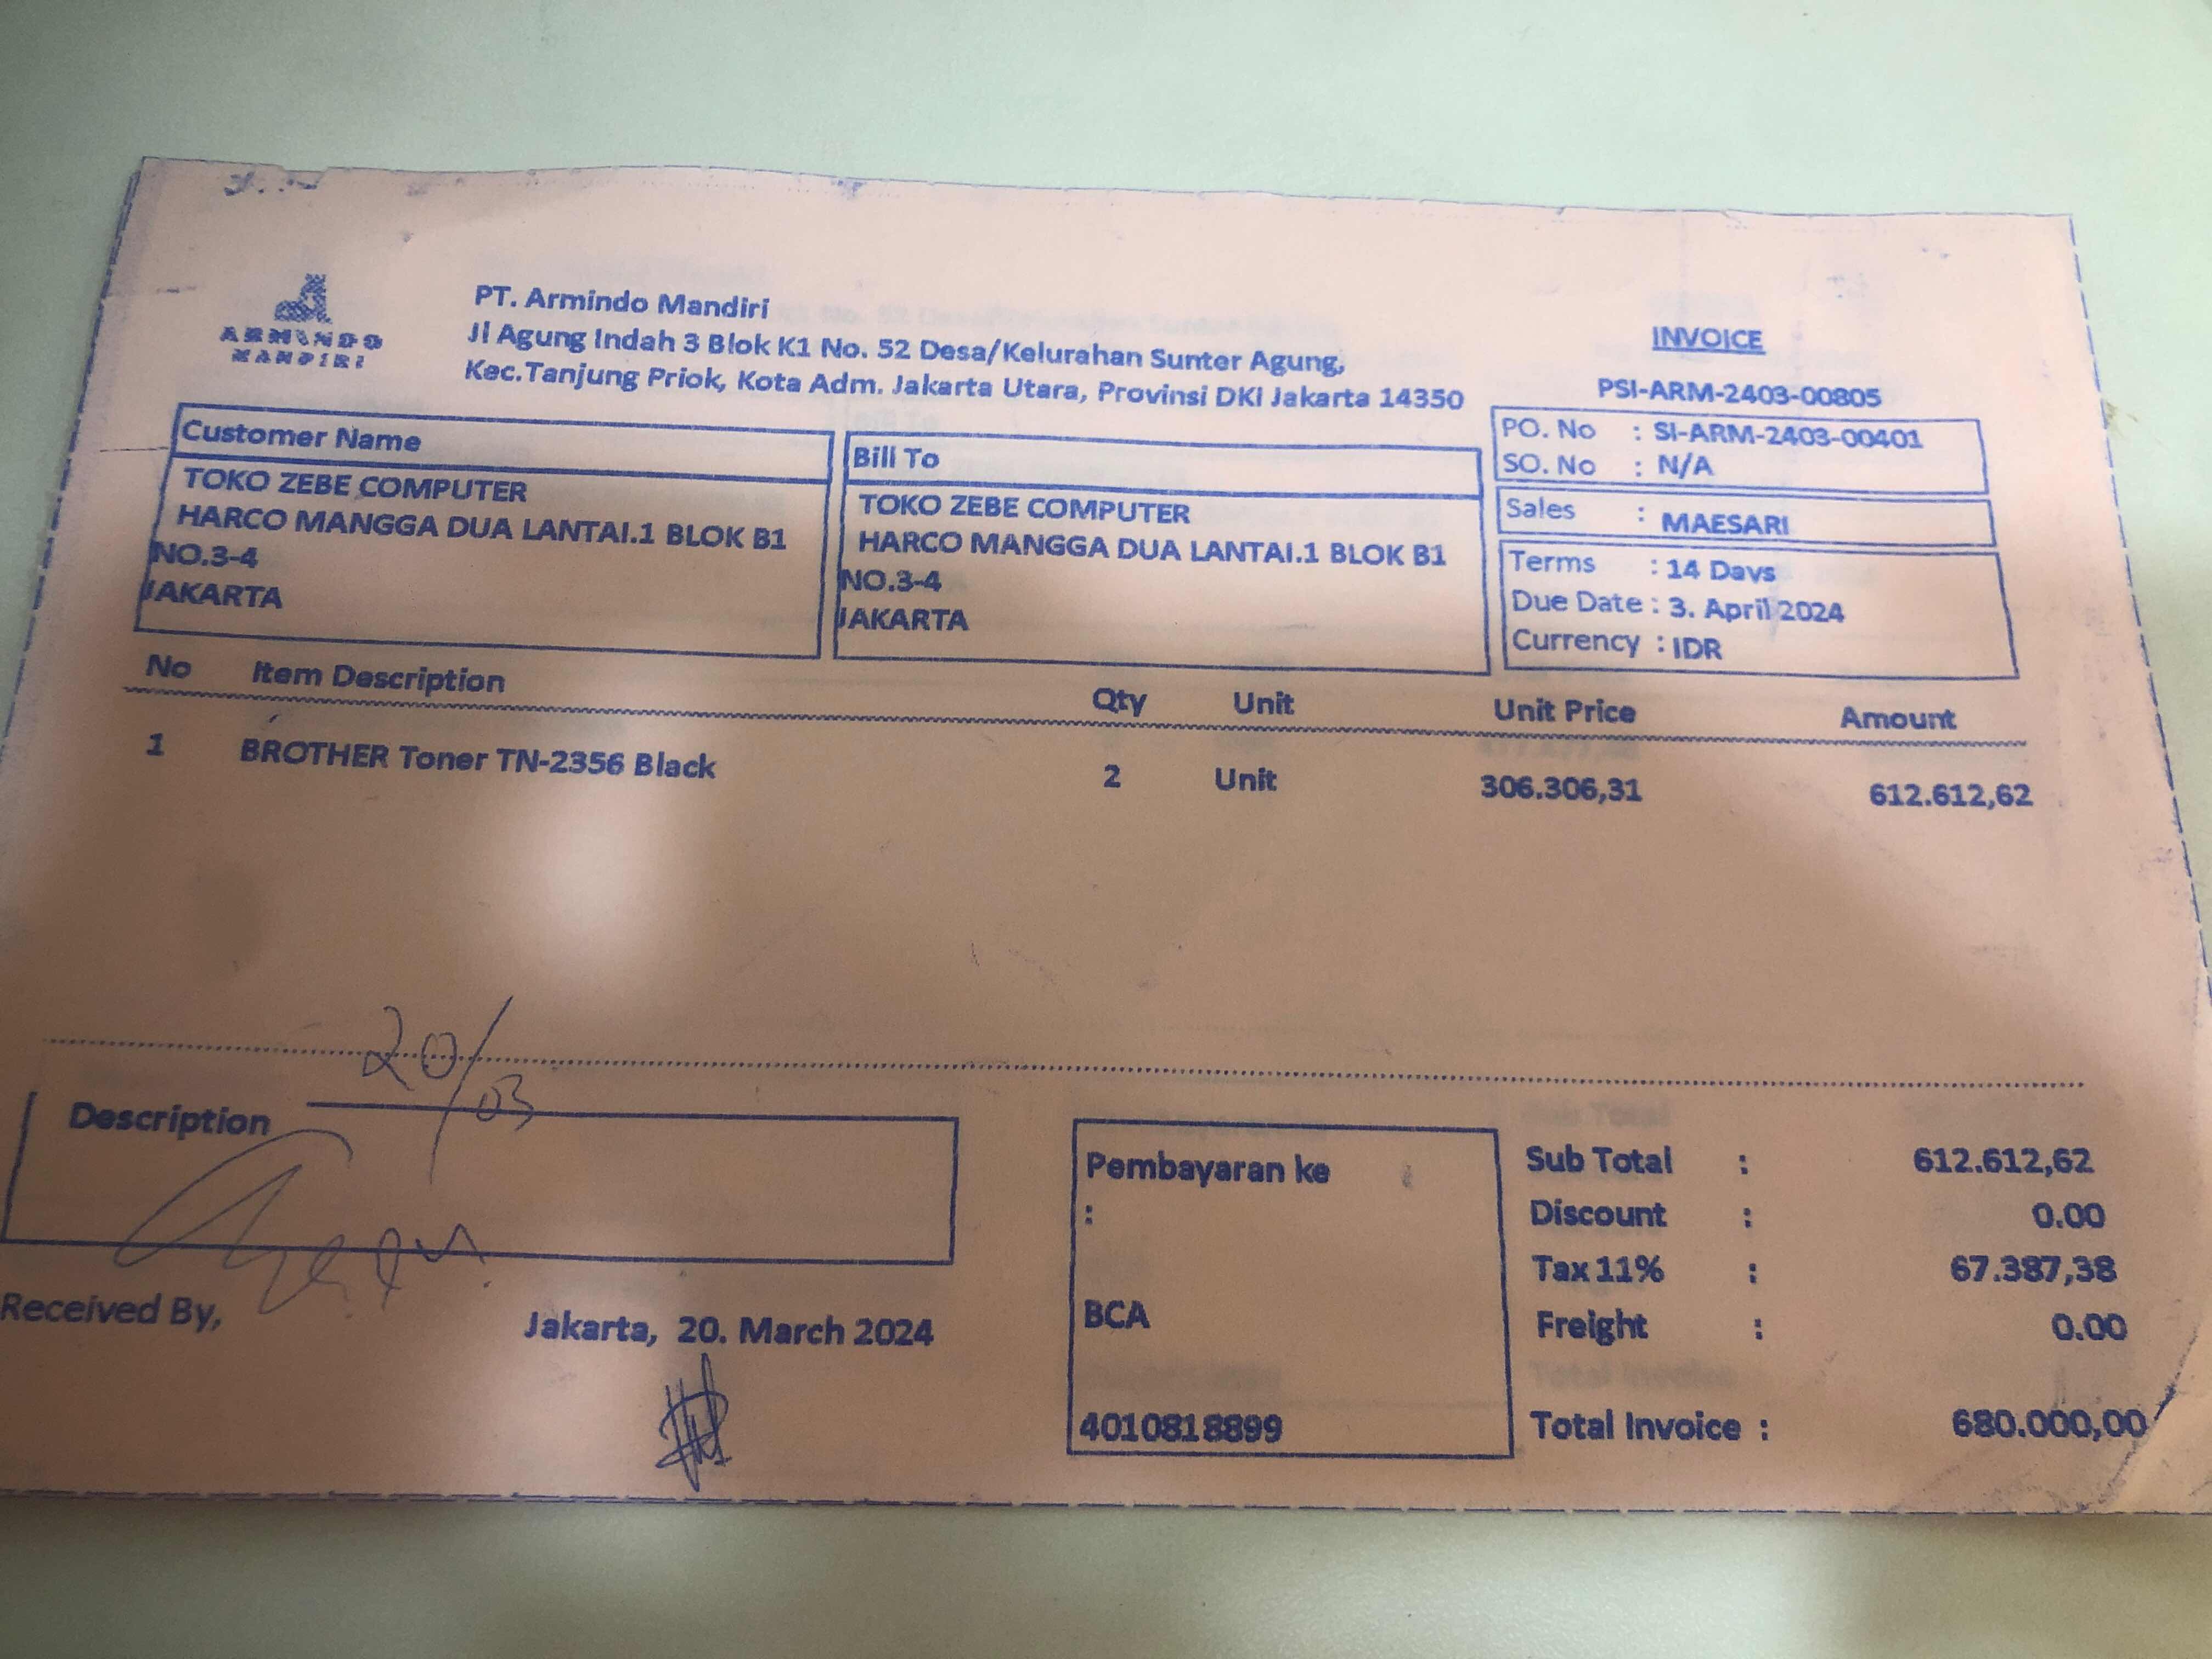 ARMINDO
MANDIRI
PT. Armindo Mandiri
Jl Agung Indah 3 Blok K1 No. 52 Desa/Kelurahan Sunter Agung,
Kec.Tanjung Priok, Kota Adm. Jakarta Utara, Provinsi DKI Jakarta 14350
INVOICE
PSI-ARM-2403-00805
PO. No : SI-ARM-2403-00401
SO. No : N/A
Sales : MAESARI
Terms : 14 Days
Due Date : 3. April 2024
Currency : IDR
Customer Name
TOKO ZEBE COMPUTER
HARCO MANGGA DUA LANTAI.1 BLOK B1
NO.3-4
JAKARTA
Bill To
TOKO ZEBE COMPUTER
HARCO MANGGA DUA LANTAI.1 BLOK B1
NO.3-4
JAKARTA
No Item Description Qty Unit Unit Price Amount
1 BROTHER Toner TN-2356 Black 2 Unit 306.306,31 612.612,62
20/03
Description
Received By,
Jakarta, 20. March 2024
Pembayaran ke
:
BCA
4010818899
Sub Total : 612.612,62
Discount : 0.00
Tax 11% : 67.387,38
Freight : 0.00
Total Invoice : 680.000,00